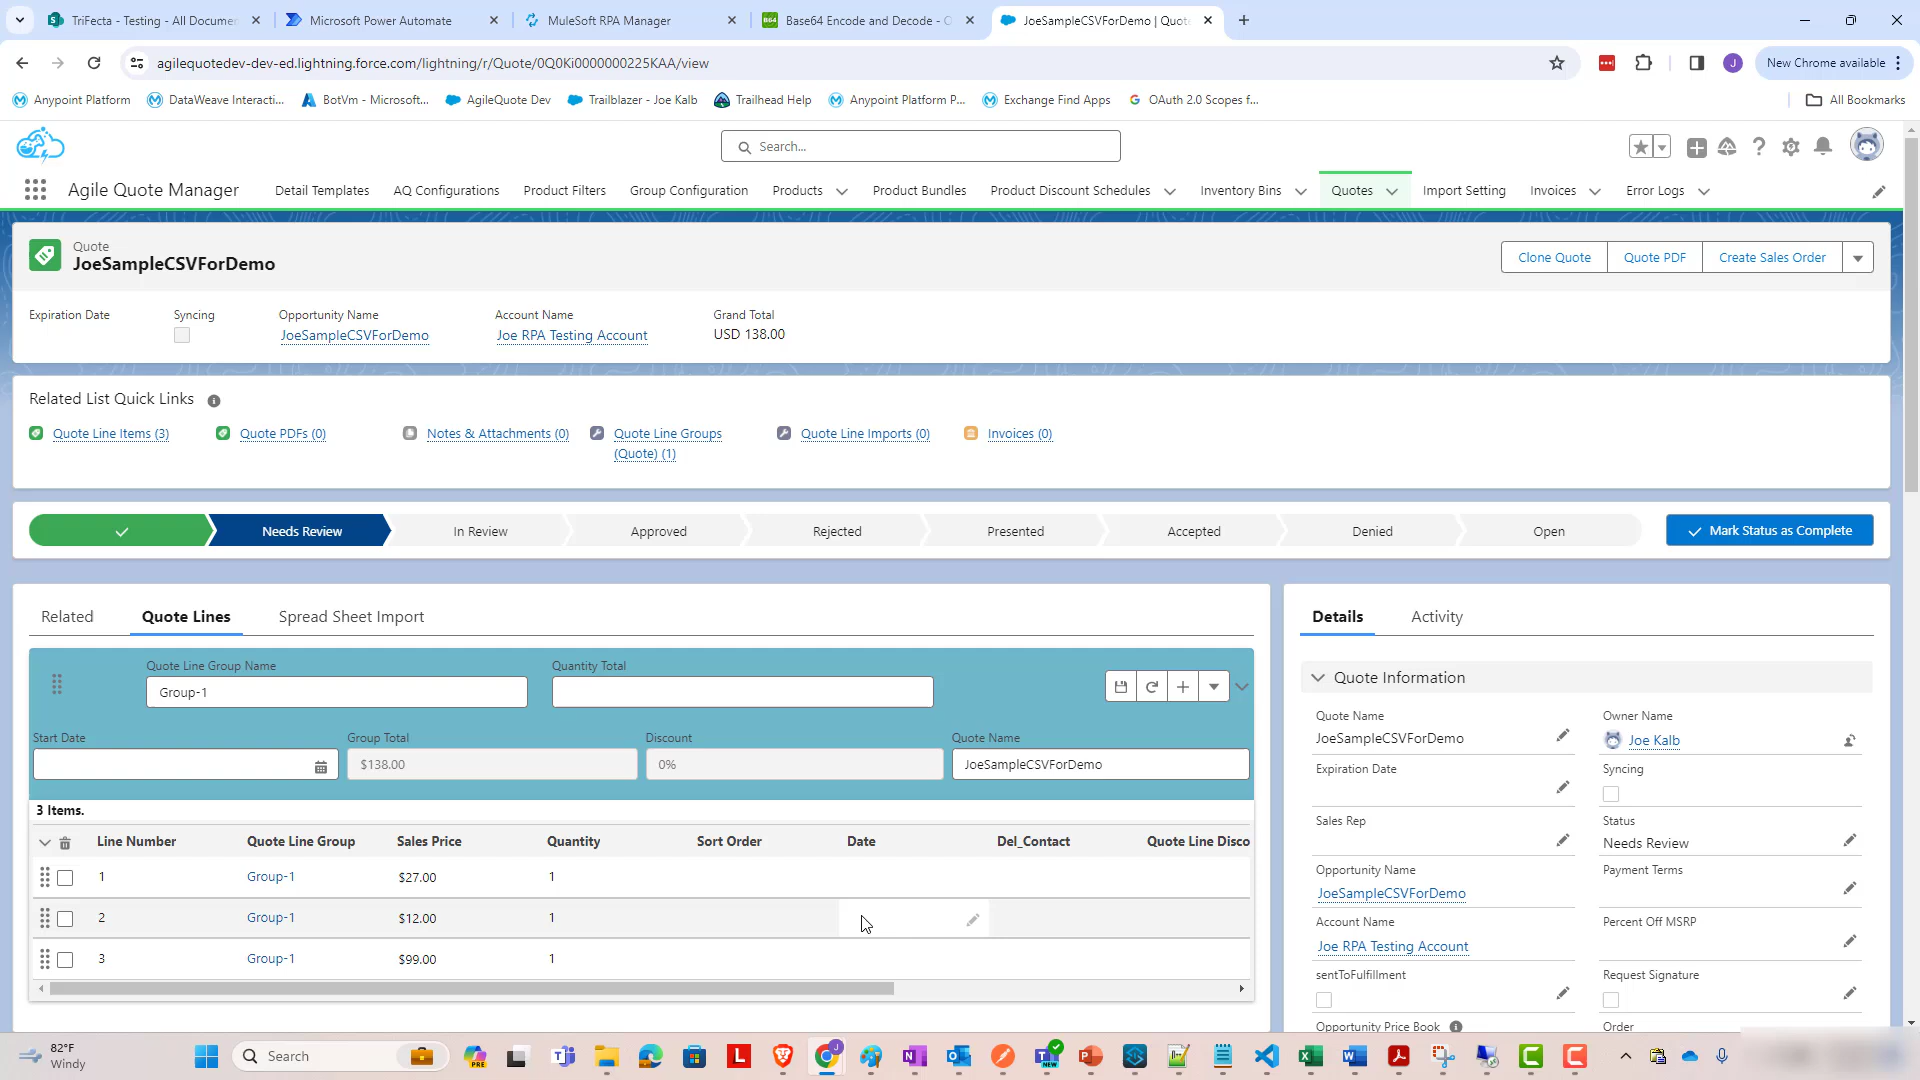 TriFecta - Testing - All Documen
Microsoft Power Automate
MuleSoft RPA Manager
B64
Base64 Encode and Decode - O
JoeSampleCSVForDemo | Quote
agilequotedev-dev-ed.lightning.force.com/lightning/r/Quote/0Q0Ki0000000225KAA/view
J
New Chrome available
Anypoint Platform
DataWeave Interacti...
BotVm - Microsoft...
AgileQuote Dev
Trailblazer - Joe Kalb
Trailhead Help
Anypoint Platform P...
Exchange Find Apps
OAuth 2.0 Scopes f...
All Bookmarks
Search...
Agile Quote Manager
Detail Templates
AQ Configurations
Product Filters
Group Configuration
Products
Product Bundles
Product Discount Schedules
Inventory Bins
Quotes
Import Setting
Invoices
Error Logs
Quote
JoeSampleCSVForDemo
Clone Quote
Quote PDF
Create Sales Order
Expiration Date
Syncing
Opportunity Name
JoeSampleCSVForDemo
Account Name
Joe RPA Testing Account
Grand Total
USD 138.00
Related List Quick Links
Quote Line Items (3)
Quote PDFs (0)
Notes & Attachments (0)
Quote Line Groups
(Quote) (1)
Quote Line Imports (0)
Invoices (0)
Needs Review
In Review
Approved
Rejected
Presented
Accepted
Denied
Open
Mark Status as Complete
Related
Quote Lines
Spread Sheet Import
Quote Line Group Name
Group-1
Quantity Total
Start Date
Group Total
$138.00
Discount
0%
Quote Name
JoeSampleCSVForDemo
3 Items.
Line Number Quote Line Group Sales Price Quantity Sort Order Date Del_Contact Quote Line Disco
1 Group-1 $27.00 1
2 Group-1 $12.00 1
3 Group-1 $99.00 1
Details
Activity
Quote Information
Quote Name
JoeSampleCSVForDemo
Owner Name
Joe Kalb
Expiration Date
Syncing
Sales Rep
Status
Needs Review
Opportunity Name
JoeSampleCSVForDemo
Payment Terms
Account Name
Joe RPA Testing Account
Percent Off MSRP
sentToFulfillment
Request Signature
Opportunity Price Book
Order
82°F
Windy
Search
PRE
L
J
NEW